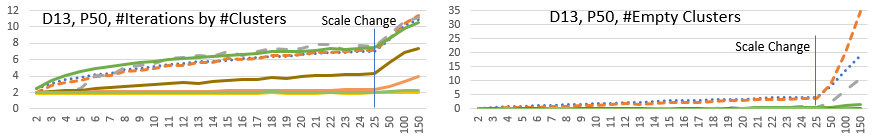 D13, P50, #Iterations by #Clusters
Scale Change
12
10
8
6
4
2
0
2 3 4 5 6 7 8 9 10 11 12 13 14 15 16 17 18 19 20 21 22 23 24 25 50 100 150
D13, P50, #Empty Clusters
Scale Change
35
30
25
20
15
10
5
0
2 3 4 5 6 7 8 9 10 11 12 13 14 15 16 17 18 19 20 21 22 23 24 25 50 100 150